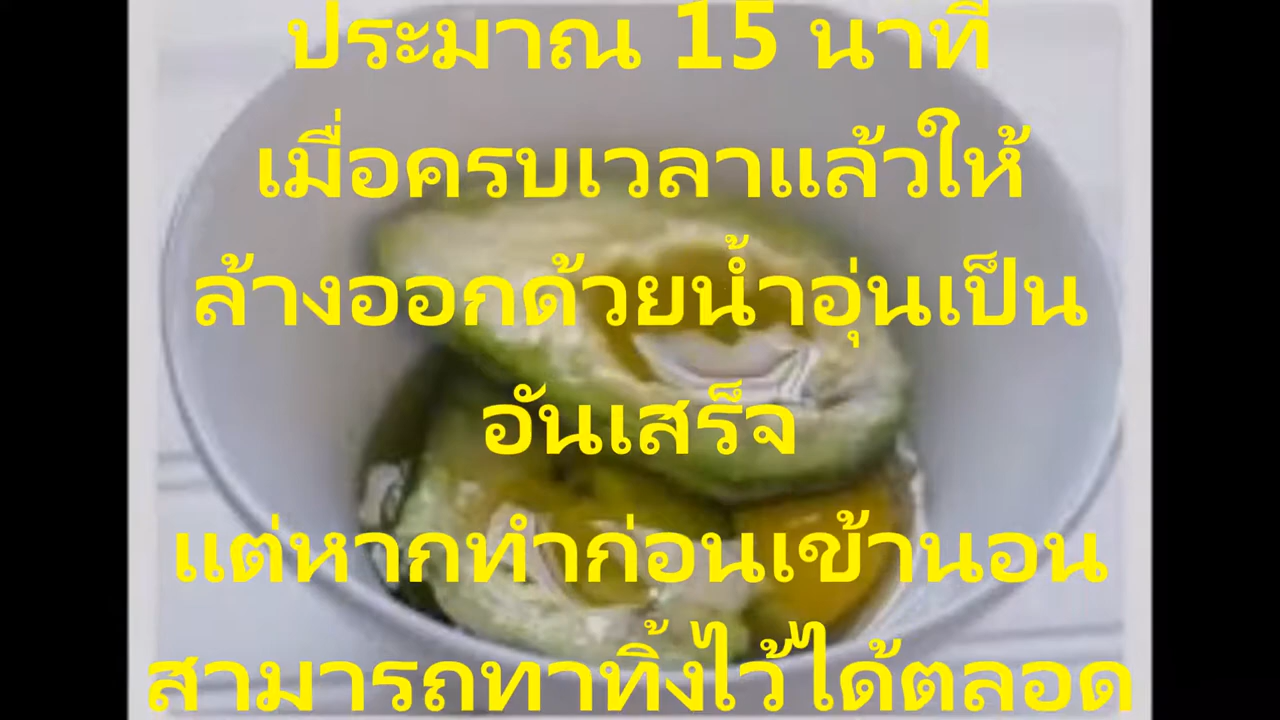 ประมาณ 15 นาที
เมื่อครบเวลาแล้วให้
ล้างออกด้วยน้ำอุ่นเป็น
อันเสร็จ
แต่หากทำก่อนเข้านอน
สามารถทาทิ้งไว้ได้ตลอด